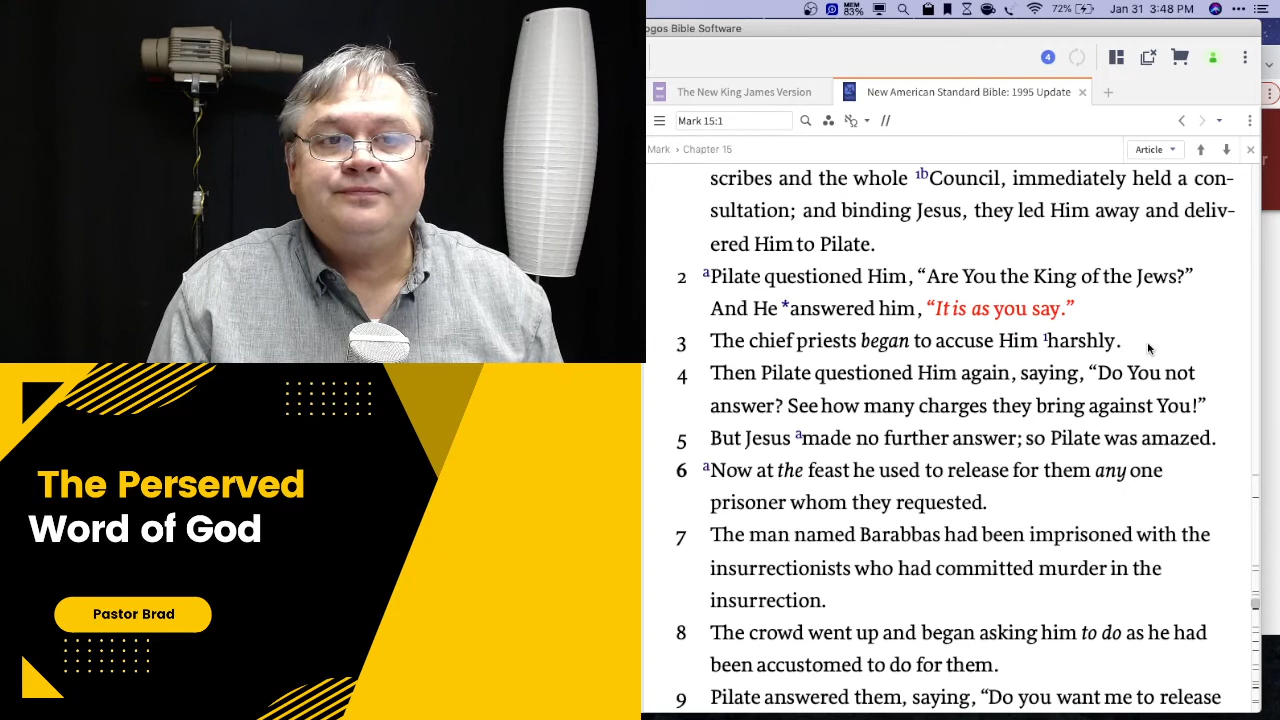 MEM
83%
72%
Fri Mar 31 3:48 PM
ogos Bible Software
4
The New King James Version
New American Standard Bible: 1995 Update
Mark 15:1
Mark › Chapter 15
Article
scribes and the whole 1bCouncil, immediately held a con-
sultation; and binding Jesus, they led Him away and deliv-
ered Him to Pilate.
2 aPilate questioned Him, “Are You the King of the Jews?”
And He *answered him, “It is as you say.”
3 The chief priests began to accuse Him 1harshly.
4 Then Pilate questioned Him again, saying, “Do You not
answer? See how many charges they bring against You!”
5 But Jesus amade no further answer; so Pilate was amazed.
6 aNow at the feast he used to release for them any one
prisoner whom they requested.
7 The man named Barabbas had been imprisoned with the
insurrectionists who had committed murder in the
insurrection.
8 The crowd went up and began asking him to do as he had
been accustomed to do for them.
9 Pilate answered them, saying, “Do you want me to release
The Perserved
Word of God
Pastor Brad